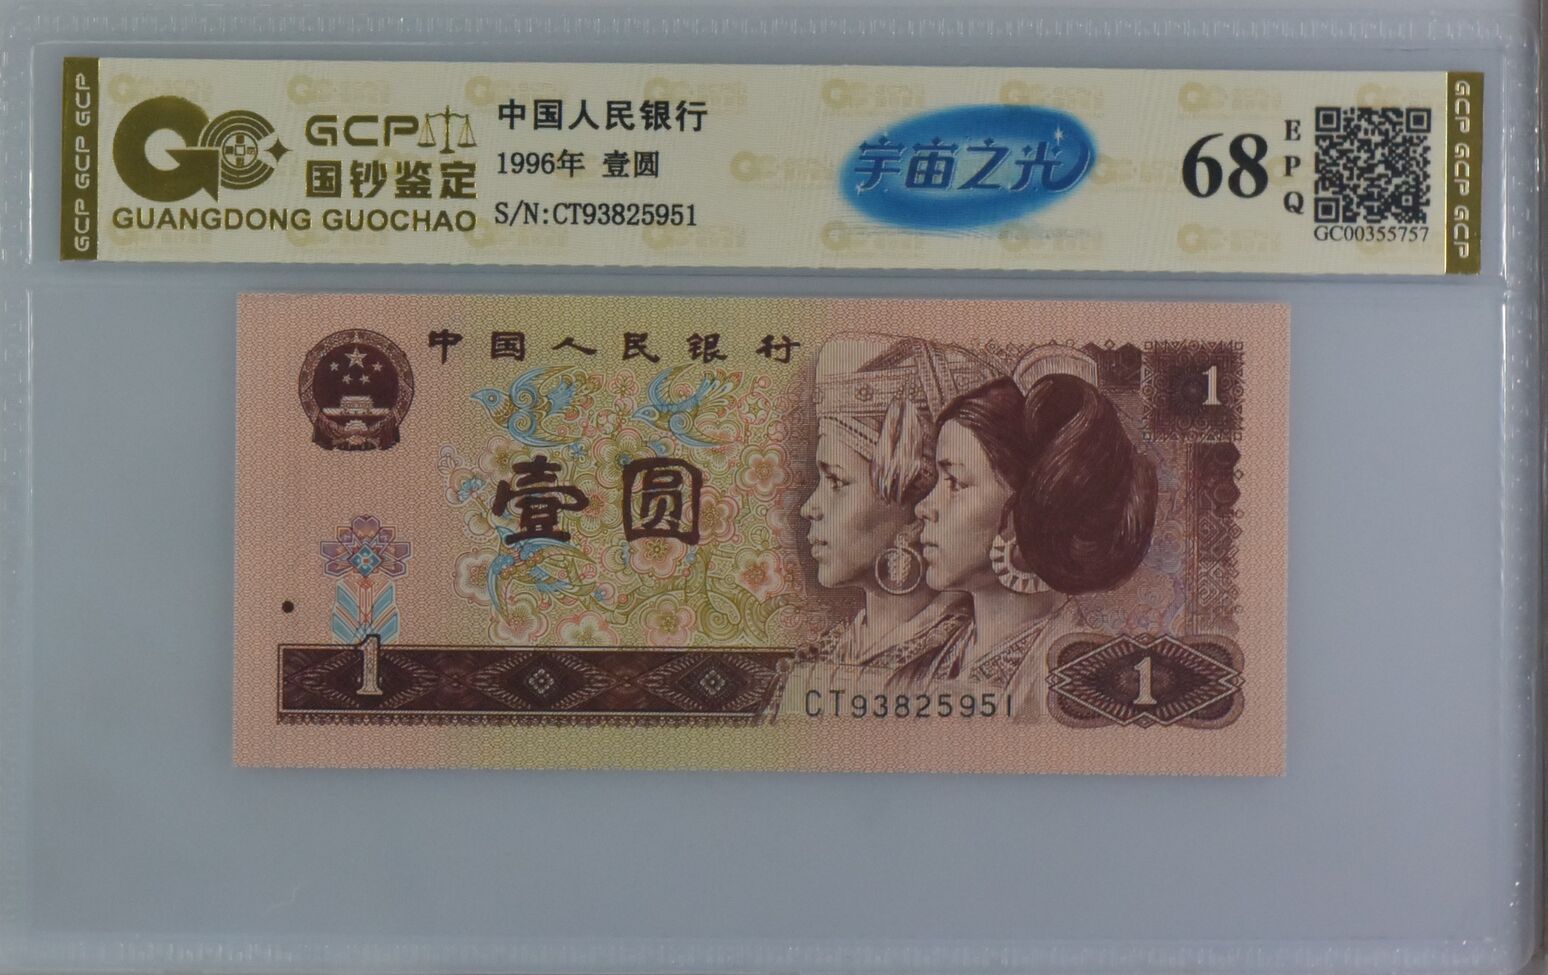 GCP GCP GCP
GCP
国钞鉴定
GUANGDONG GUOCHAO
中国人民银行
1996年 壹圆
S/N:CT93825951
宇宙之光
68
EPQ
GC00355757
GCP GCP GCP
中国人民银行
1
壹圆
1
CT93825951
1